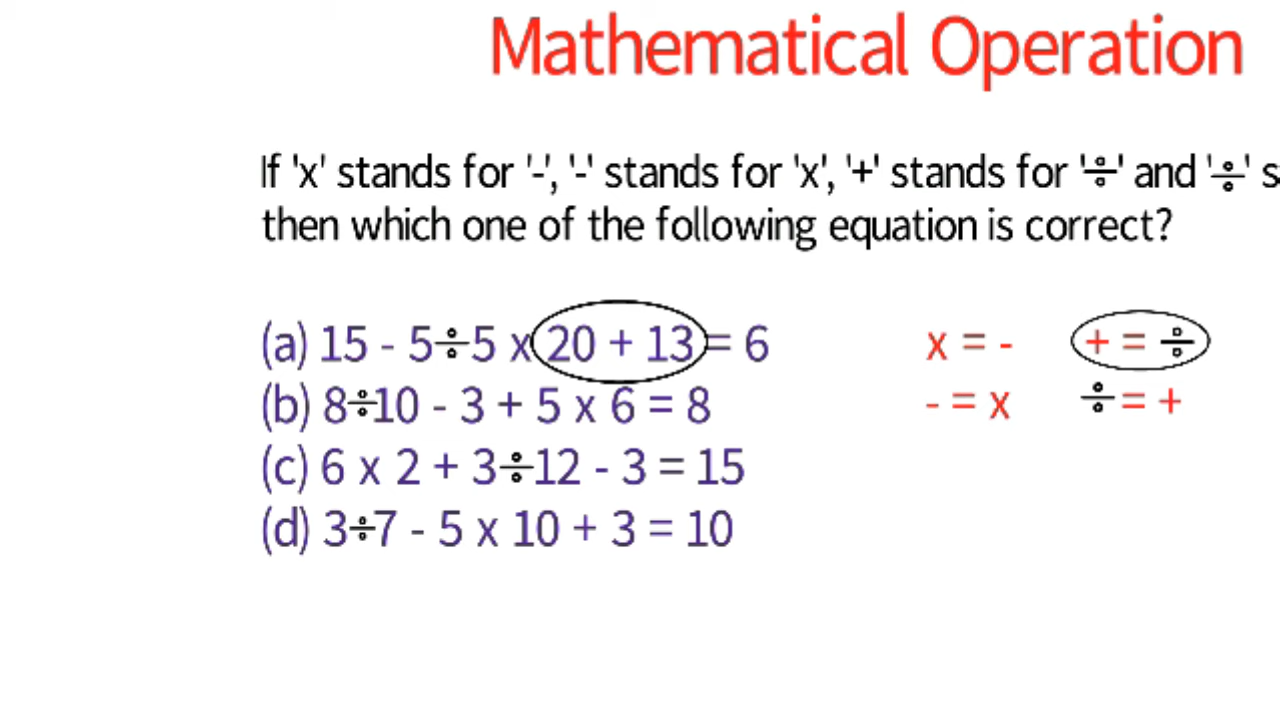 Mathematical Operation
If 'x' stands for '-', '-' stands for 'x', '+' stands for '÷' and '÷' s
then which one of the following equation is correct?
(a) 15 - 5÷5 x 20 + 13 = 6
(b) 8÷10 - 3 + 5 x 6 = 8
(c) 6 x 2 + 3÷12 - 3 = 15
(d) 3÷7 - 5 x 10 + 3 = 10
x = - + = ÷
- = x ÷ = +